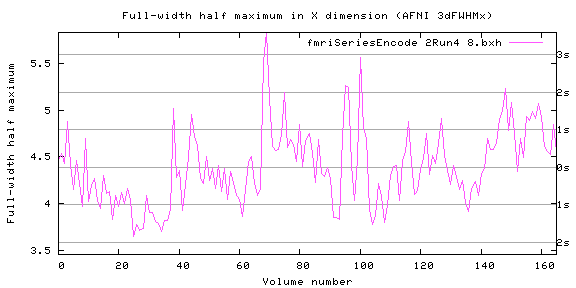 Full-width half maximum in X dimension (AFNI 3dFWHMx)
fmriSeriesEncode 2Run4 8.bxh
Full-width half maximum
5.5
5
4.5
4
3.5
3s
2s
1s
0s
1s
2s
0 20 40 60 80 100 120 140 160
Volume number